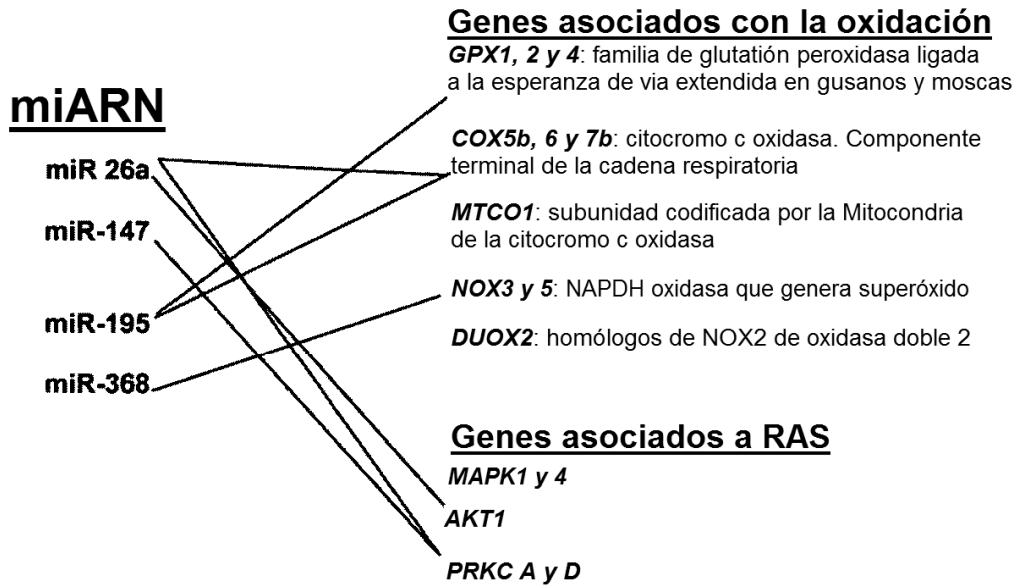 miARN
miR 26a
miR-147
miR-195
miR-368
Genes asociados con la oxidación
GPX1, 2 y 4: familia de glutatión peroxidasa ligada
a la esperanza de via extendida en gusanos y moscas
COX5b, 6 y 7b: citocromo c oxidasa. Componente
terminal de la cadena respiratoria
MTCO1: subunidad codificada por la Mitocondria
de la citocromo c oxidasa
NOX3 y 5: NAPDH oxidasa que genera superóxido
DUOX2: homólogos de NOX2 de oxidasa doble 2
Genes asociados a RAS
MAPK1 y 4
AKT1
PRKC A y D